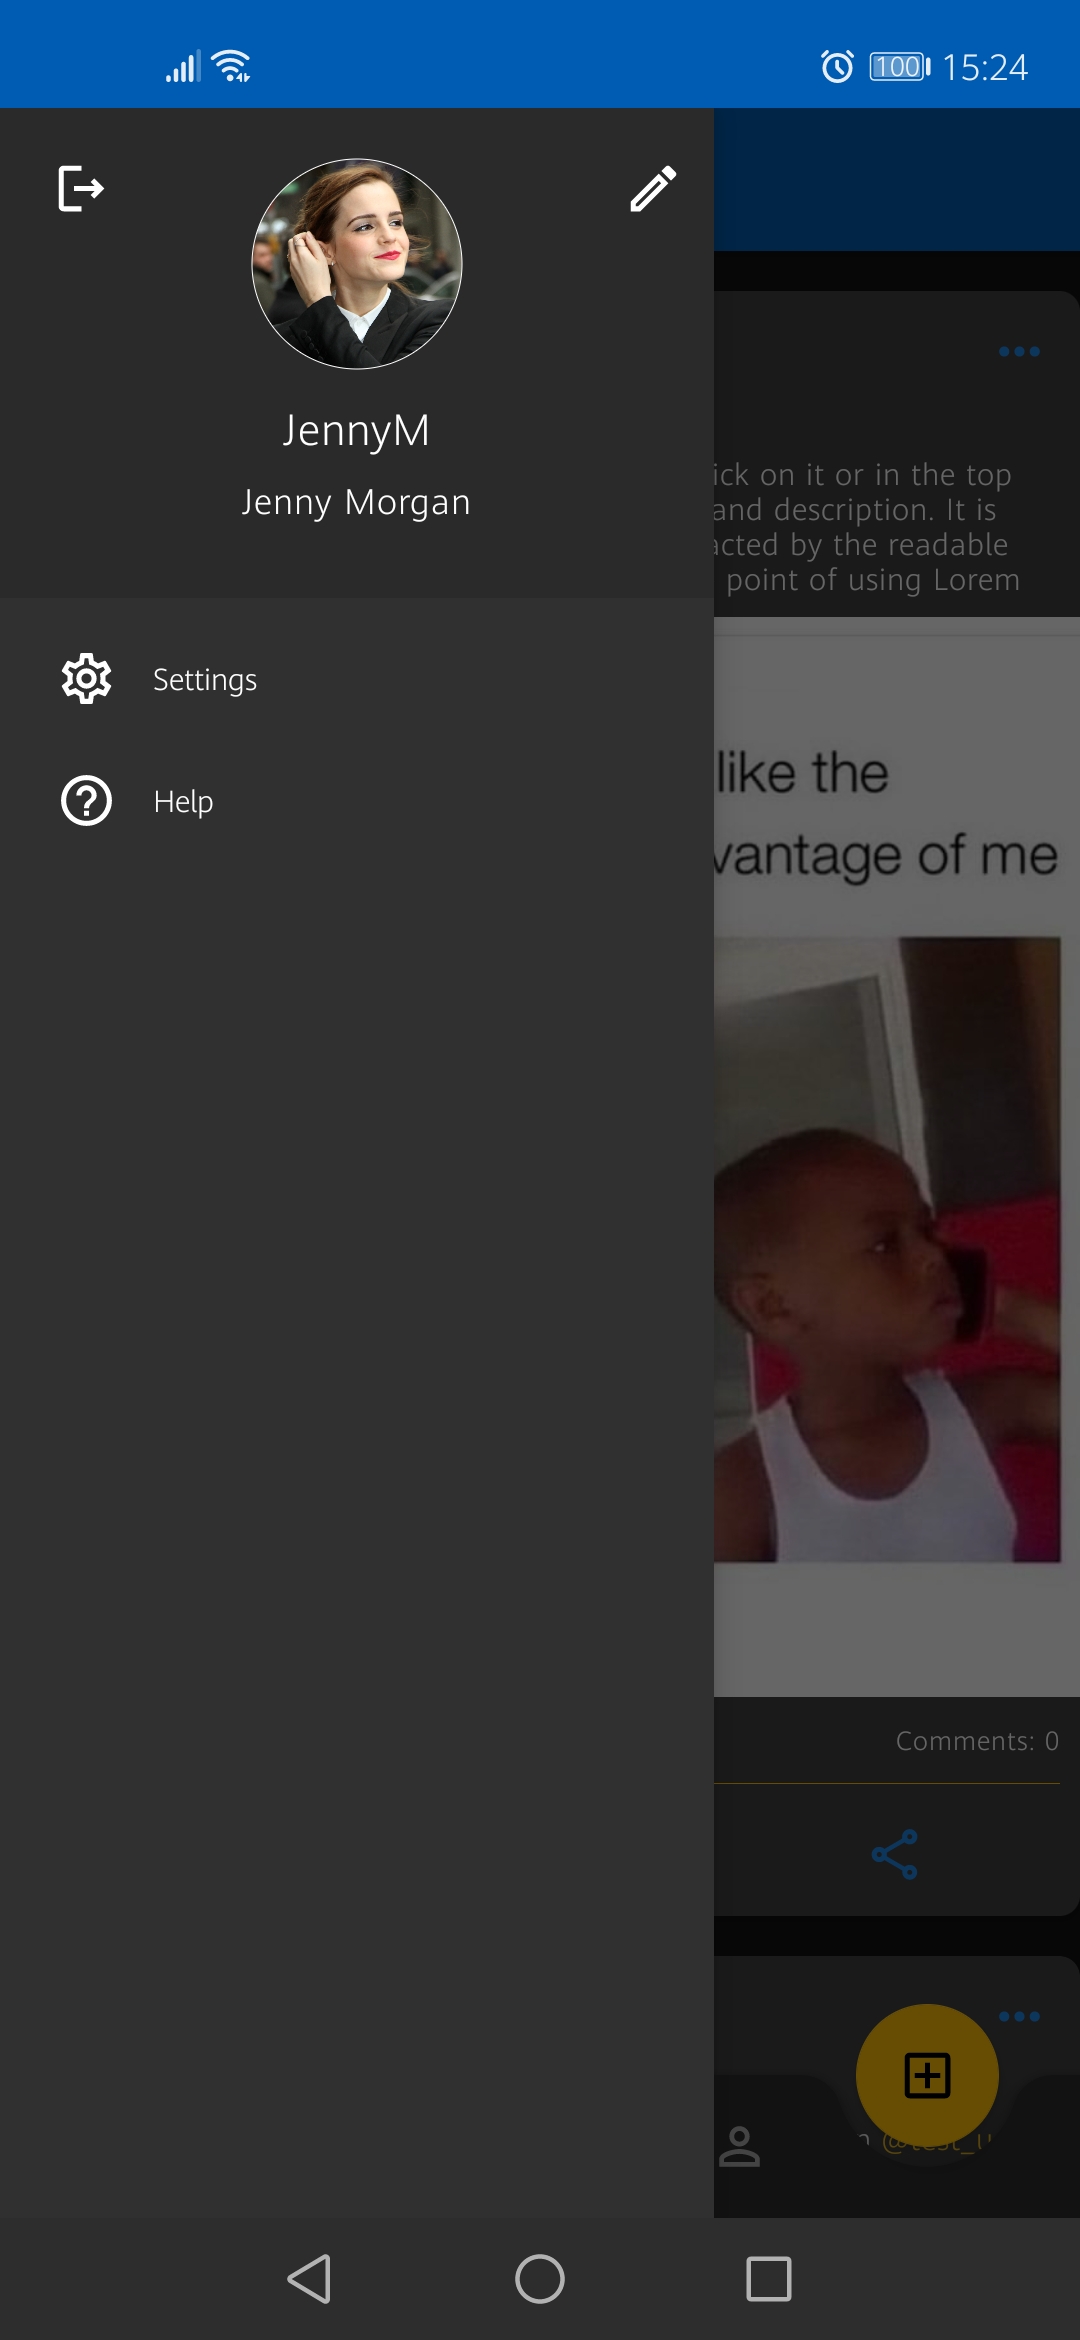 100 15:24
JennyM
Jenny Morgan
Settings
Help
ick on it or in the top
and description. It is
acted by the readable
point of using Lorem
like the
vantage of me
Comments: 0
@test_u